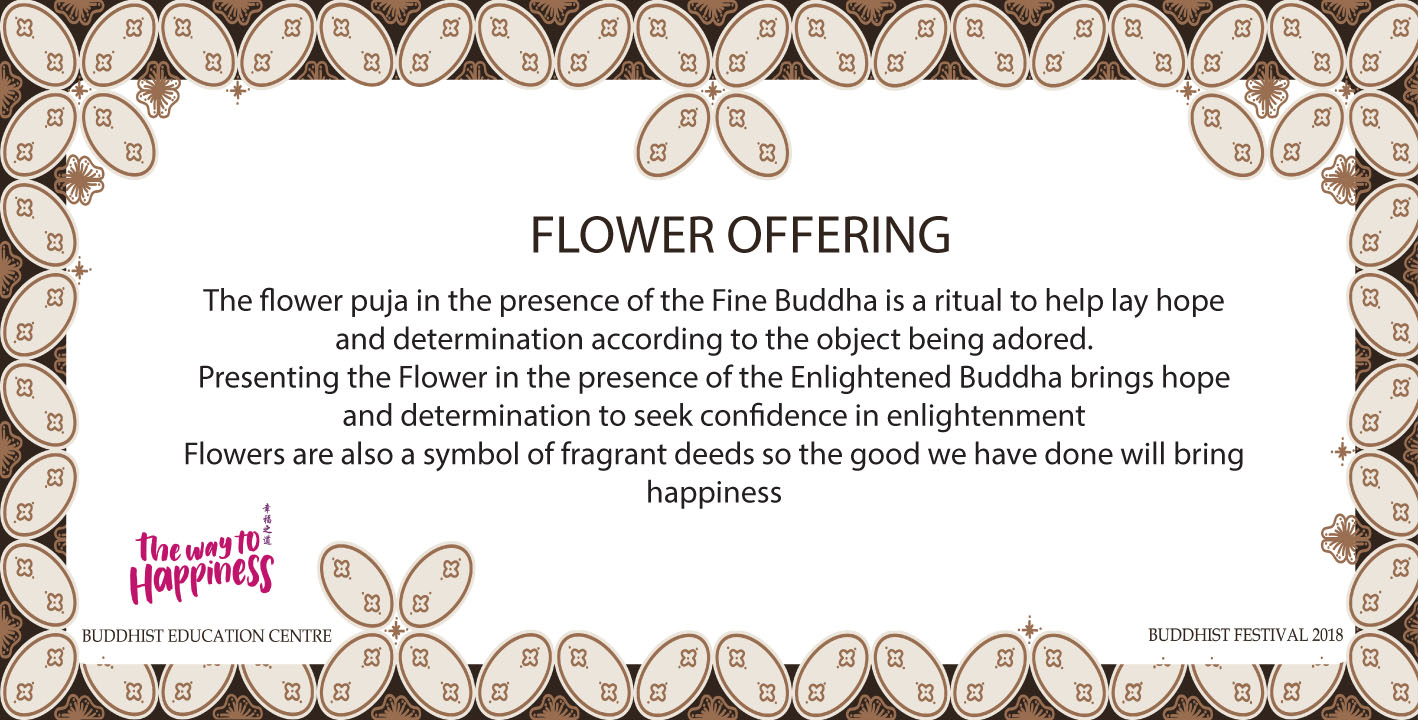 FLOWER OFFERING
The flower puja in the presence of the Fine Buddha is a ritual to help lay hope
and determination according to the object being adored.
Presenting the Flower in the presence of the Enlightened Buddha brings hope
and determination to seek confidence in enlightenment
Flowers are also a symbol of fragrant deeds so the good we have done will bring
happiness
幸福之道
The way to
Happiness
BUDDHIST EDUCATION CENTRE
BUDDHIST FESTIVAL 2018